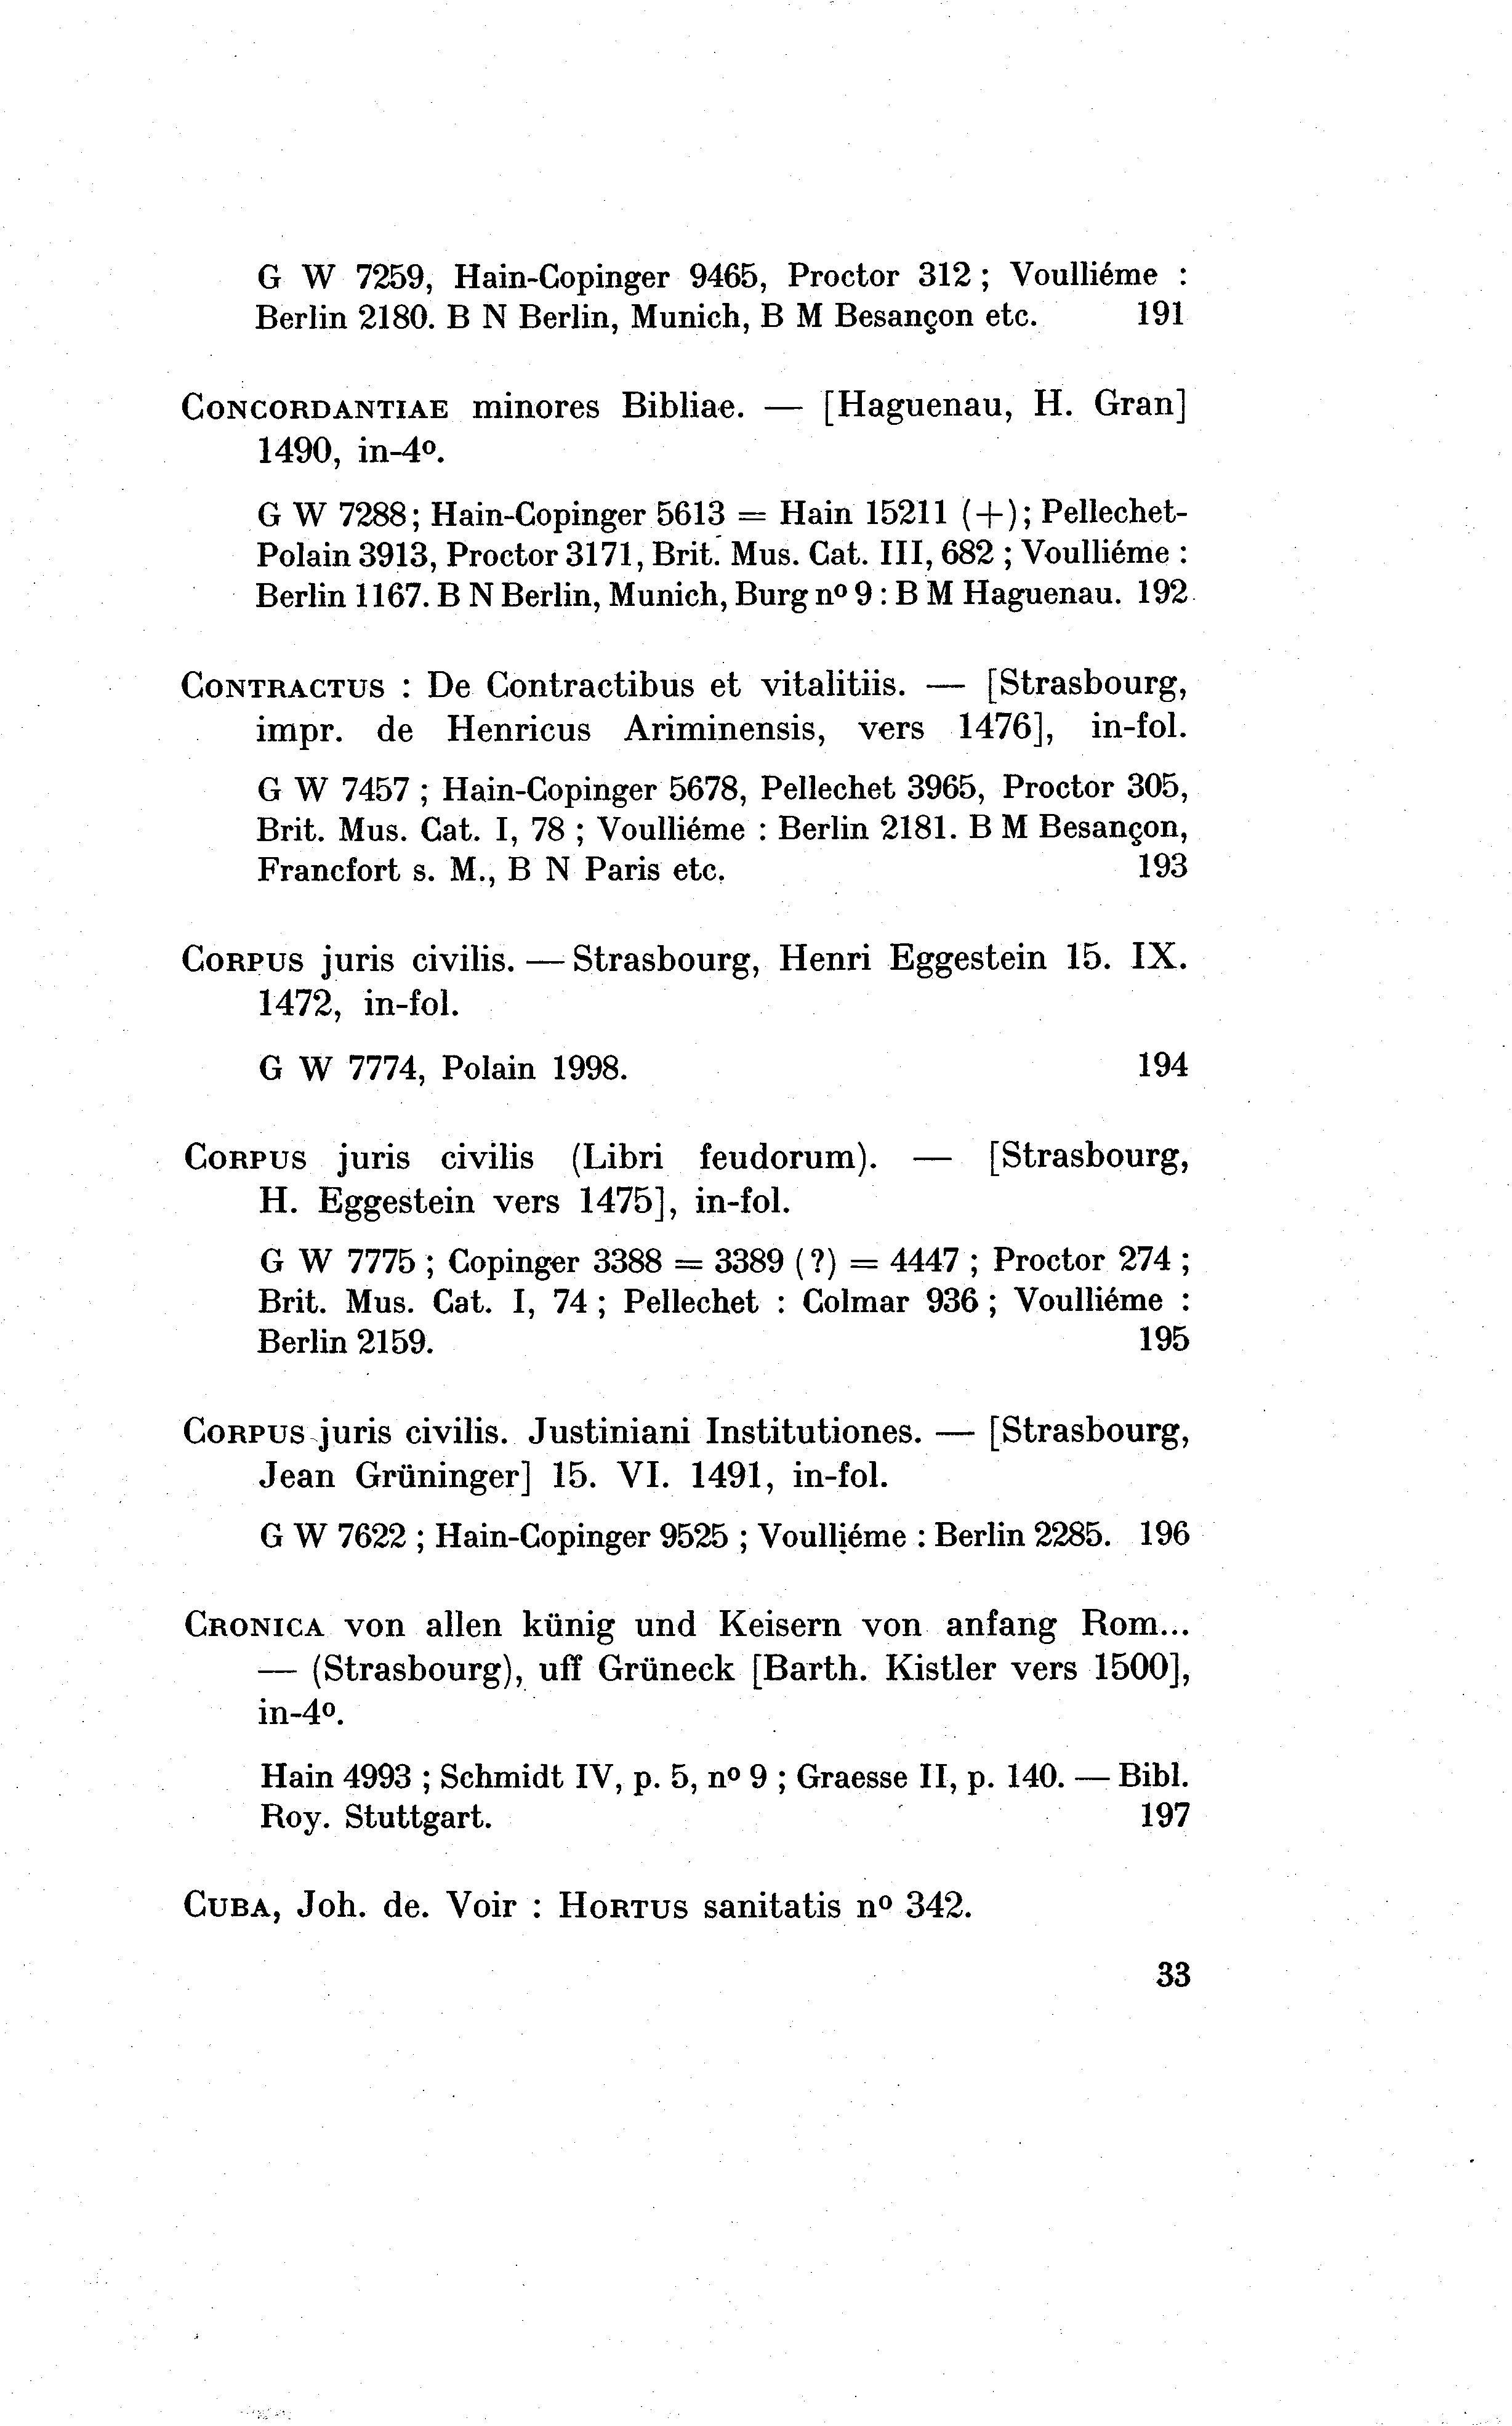 G W 7259, Hain-Copinger 9465, Proctor 312 ; Voulliéme :
Berlin 2180. B N Berlin, Munich, B M Besançon etc. 191
CONCORDANTIAE minores Bibliae. — [Haguenau, H. Gran]
1490, in-4º.
G W 7288; Hain-Copinger 5613 = Hain 15211 (+); Pellechet-
Polain 3913, Proctor 3171, Brit. Mus. Cat. III, 682 ; Voulliéme :
Berlin 1167. B N Berlin, Munich, Burg nº 9 : B M Haguenau. 192
CONTRACTUS : De Contractibus et vitalitiis. — [Strasbourg,
impr. de Henricus Ariminensis, vers 1476], in-fol.
G W 7457 ; Hain-Copinger 5678, Pellechet 3965, Proctor 305,
Brit. Mus. Cat. I, 78 ; Voulliéme : Berlin 2181. B M Besançon,
Francfort s. M., B N Paris etc. 193
CORPUS juris civilis. — Strasbourg, Henri Eggestein 15. IX.
1472, in-fol.
G W 7774, Polain 1998. 194
CORPUS juris civilis (Libri feudorum). — [Strasbourg,
H. Eggestein vers 1475], in-fol.
G W 7775 ; Copinger 3388 = 3389 (?) = 4447 ; Proctor 274 ;
Brit. Mus. Cat. I, 74 ; Pellechet : Colmar 936 ; Voulliéme :
Berlin 2159. 195
CORPUS juris civilis. Justiniani Institutiones. — [Strasbourg,
Jean Grüninger] 15. VI. 1491, in-fol.
G W 7622 ; Hain-Copinger 9525 ; Voulliéme : Berlin 2285. 196
CRONICA von allen künig und Keisern von anfang Rom...
— (Strasbourg), uff Grüneck [Barth. Kistler vers 1500],
in-4º.
Hain 4993 ; Schmidt IV, p. 5, nº 9 ; Graesse II, p. 140. — Bibl.
Roy. Stuttgart. 197
CUBA, Joh. de. Voir : HORTUS sanitatis nº 342.
33